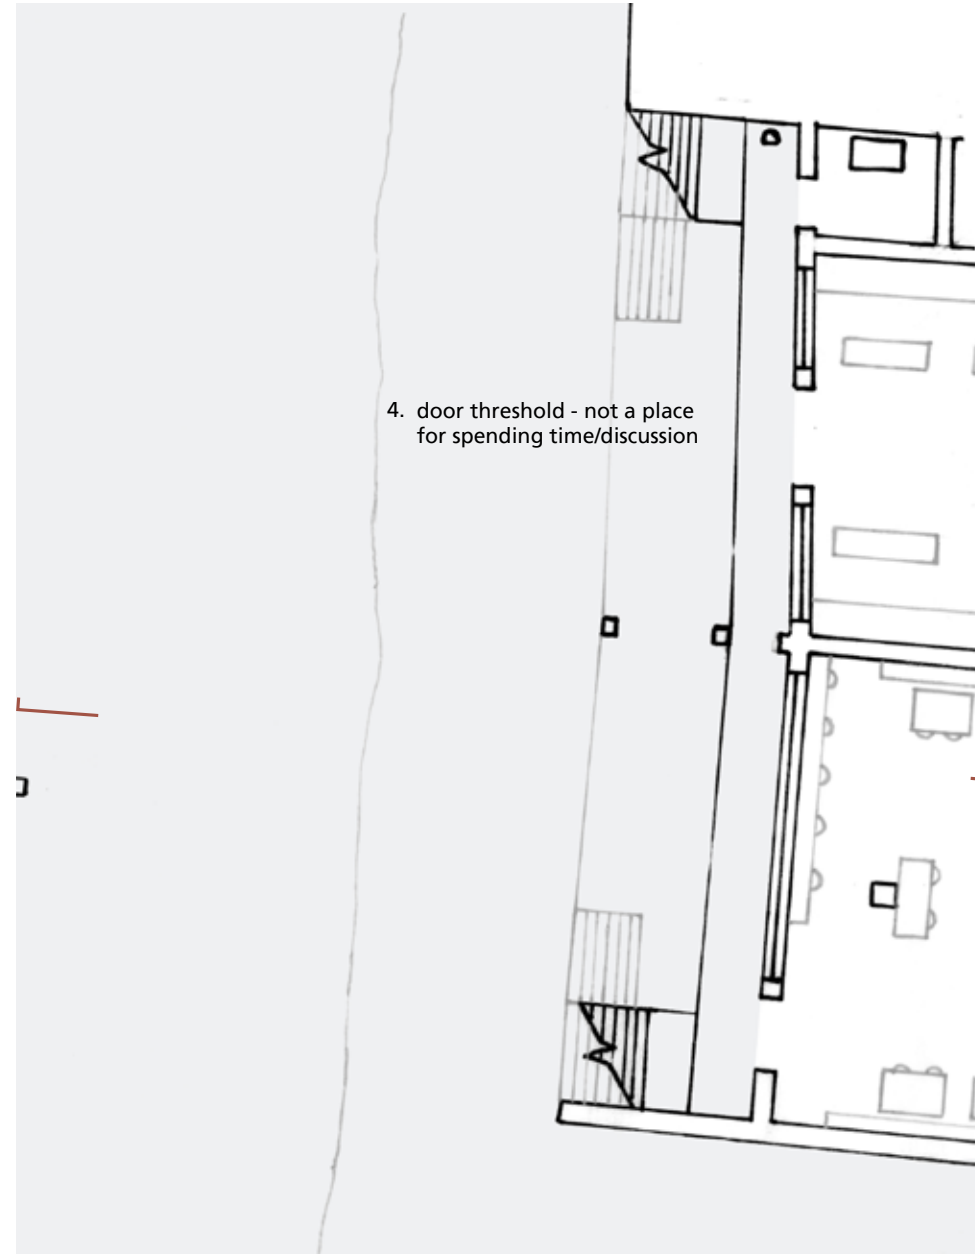 4. door threshold - not a place
for spending time/discussion